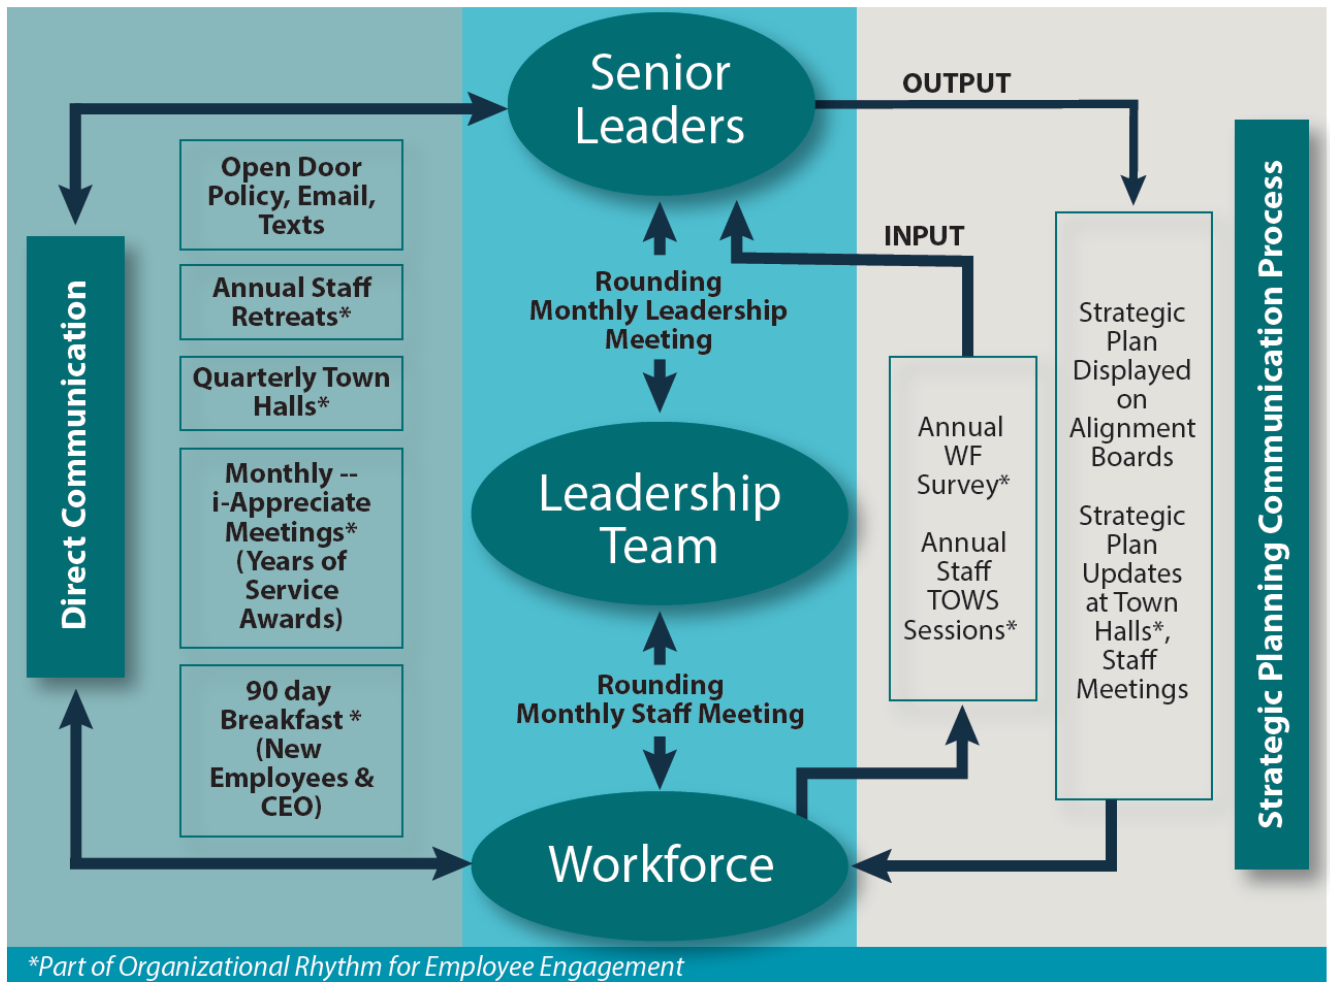 Senior
Leaders
OUTPUT
Open Door
Policy, Email,
Texts
Annual Staff
Retreats*
Quarterly Town
Halls*
Monthly --
i-Appreciate
Meetings*
(Years of
Service
Awards)
90 day
Breakfast *
(New
Employees &
CEO)
Direct Communication
Rounding
Monthly Leadership
Meeting
Leadership
Team
Rounding
Monthly Staff Meeting
Workforce
INPUT
Annual
WF
Survey*
Annual
Staff
TOWS
Sessions*
Strategic
Plan
Displayed
on
Alignment
Boards
Strategic
Plan
Updates
at Town
Halls*,
Staff
Meetings
Strategic Planning Communication Process
*Part of Organizational Rhythm for Employee Engagement